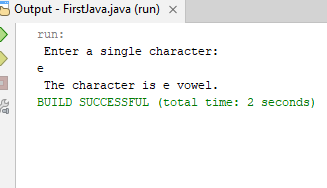 Output - FirstJava.java (run) ×
run:
Enter a single character:
e
The character is e vowel.
BUILD SUCCESSFUL (total time: 2 seconds)